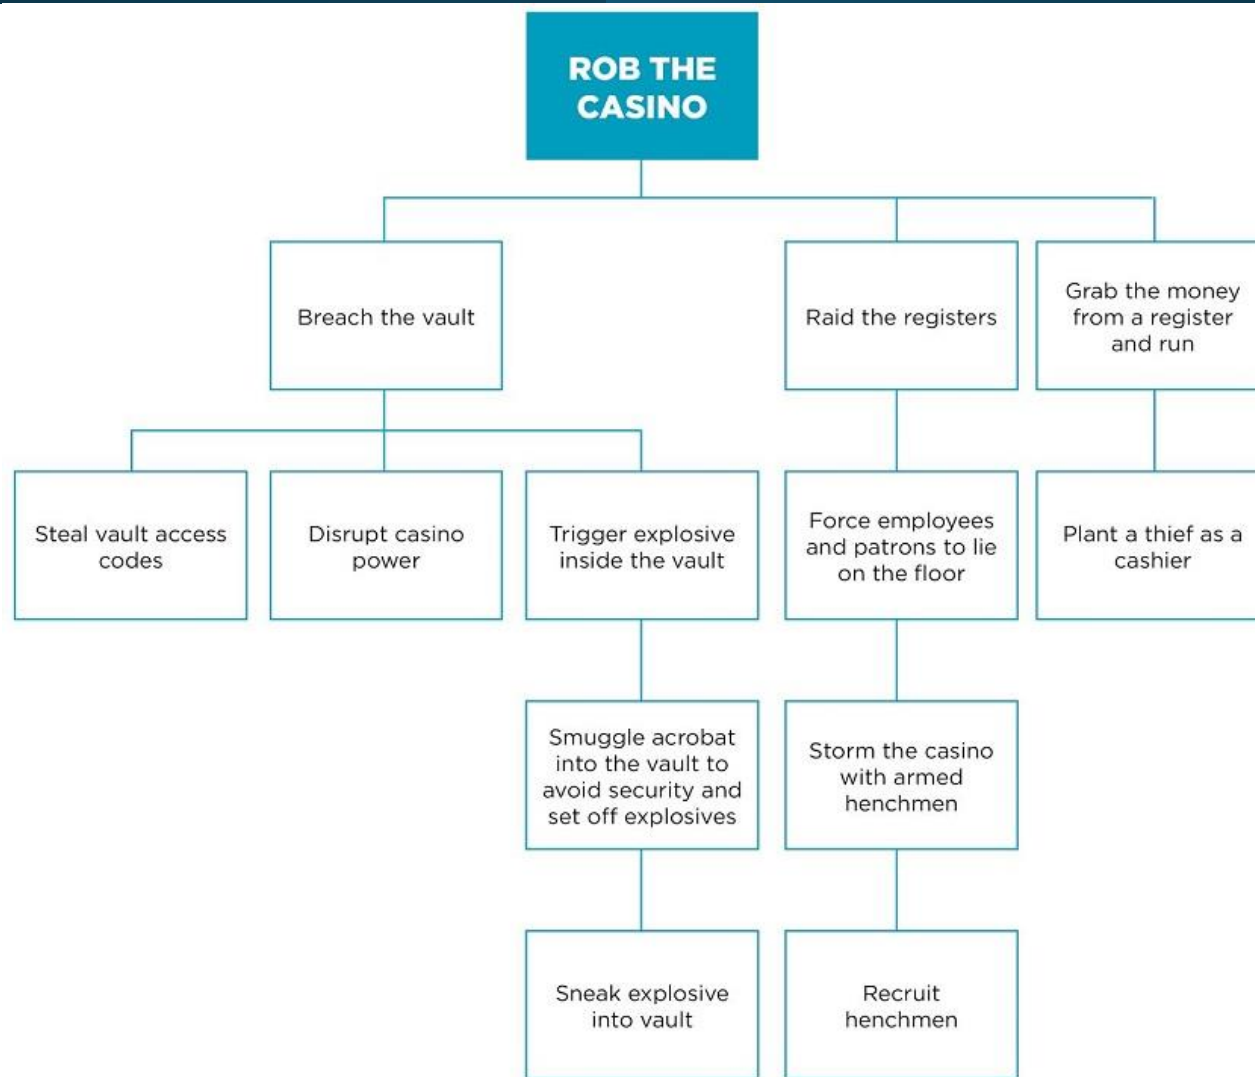 ROB THE
CASINO
Breach the vault
Raid the registers
Grab the money
from a register
and run
Steal vault access
codes
Disrupt casino
power
Trigger explosive
inside the vault
Force employees
and patrons to lie
on the floor
Plant a thief as a
cashier
Smuggle acrobat
into the vault to
avoid security and
set off explosives
Storm the casino
with armed
henchmen
Sneak explosive
into vault
Recruit
henchmen